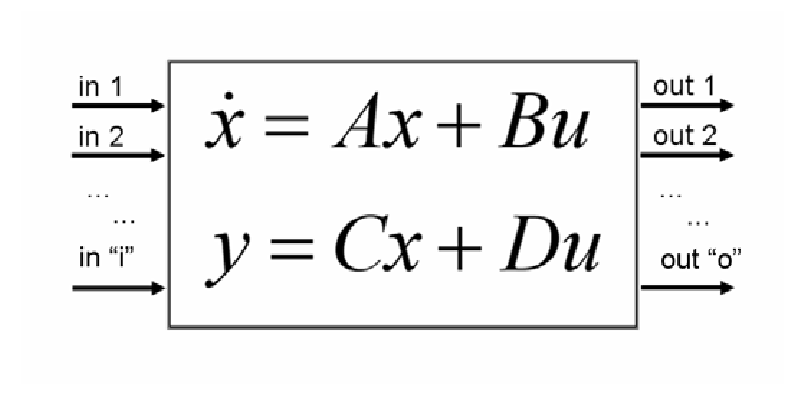 in 1
in 2
...
...
in “i”
ẋ = Ax + Bu
y = Cx + Du
out 1
out 2
...
...
out “o”